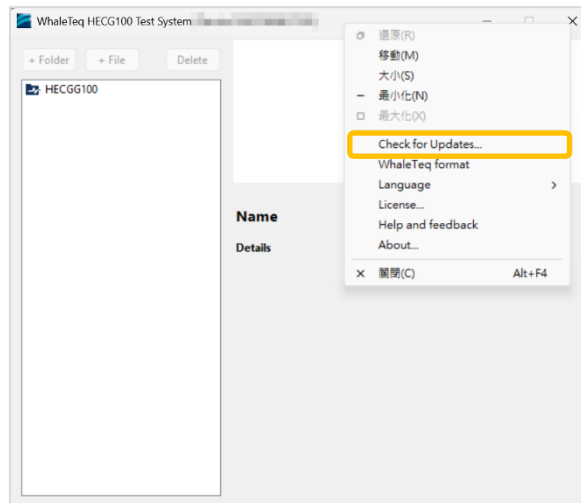 WhaleTeq HECG100 Test System
+ Folder + File Delete
HECGG100
Name
Details
還原(R)
移動(M)
大小(S)
最小化(N)
最大化(X)
Check for Updates...
WhaleTeq format
Language
License...
Help and feedback
About...
關閉(C) Alt+F4